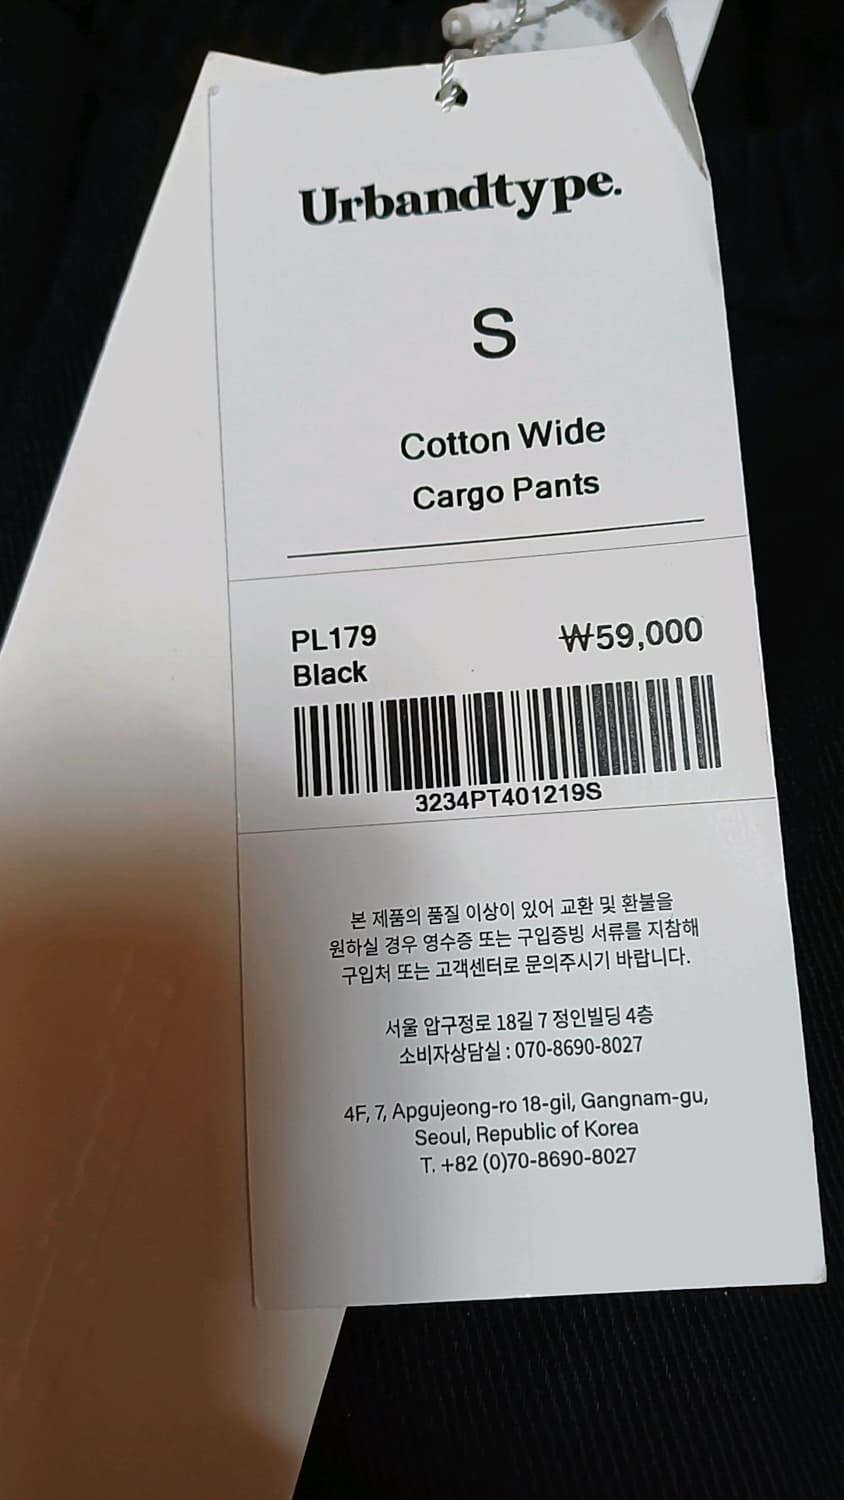 Urbandtype.
S
Cotton Wide
Cargo Pants
PL179
₩59,000
Black
3234PT401219S
본 제품의 품질 이상이 있어 교환 및 환불을
원하실 경우 영수증 또는 구입증빙 서류를 지참해
구입처 또는 고객센터로 문의주시기 바랍니다.
서울 압구정로 18길 7 정인빌딩 4층
소비자상담실 : 070-8690-8027
4F, 7, Apgujeong-ro 18-gil, Gangnam-gu,
Seoul, Republic of Korea
T. +82 (0)70-8690-8027